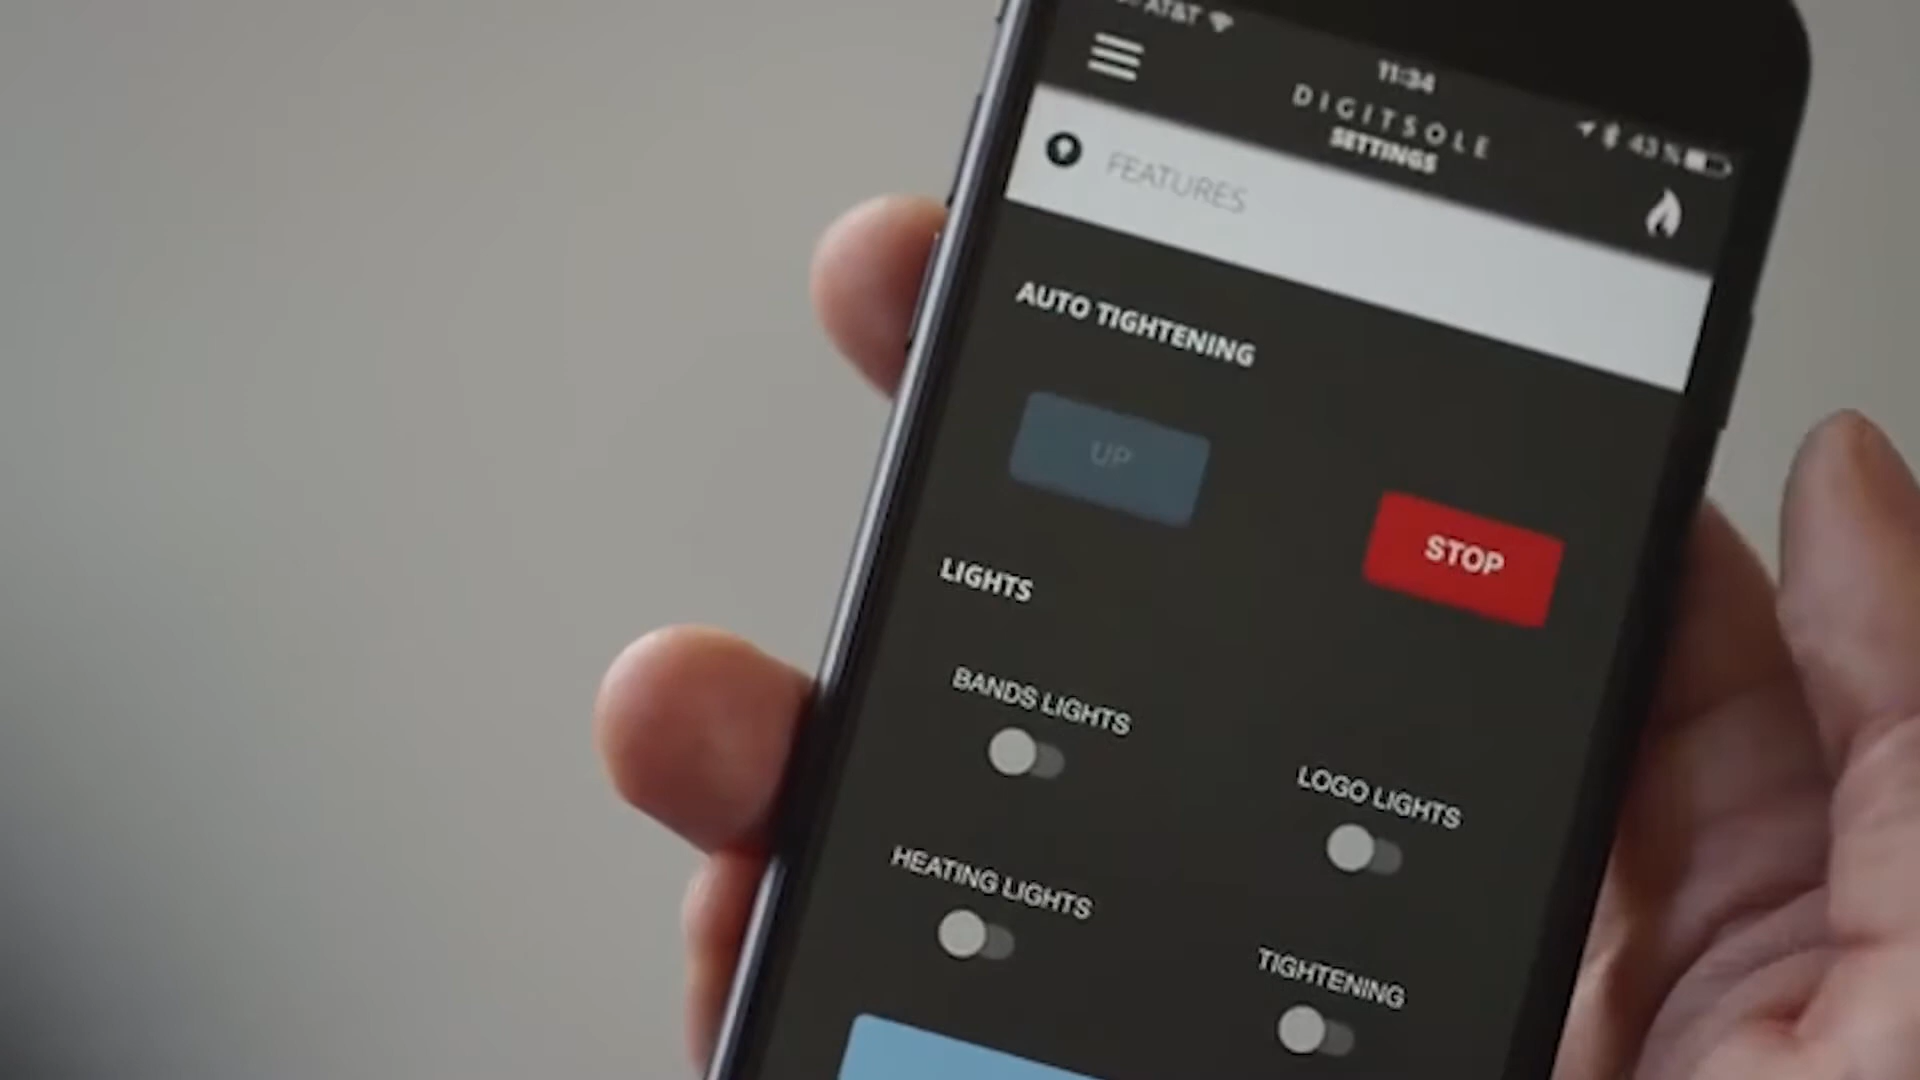 AT&T
11:34
43 %
DIGITSOLE
SETTINGS
FEATURES
AUTO TIGHTENING
UP
STOP
LIGHTS
BANDS LIGHTS
LOGO LIGHTS
HEATING LIGHTS
TIGHTENING